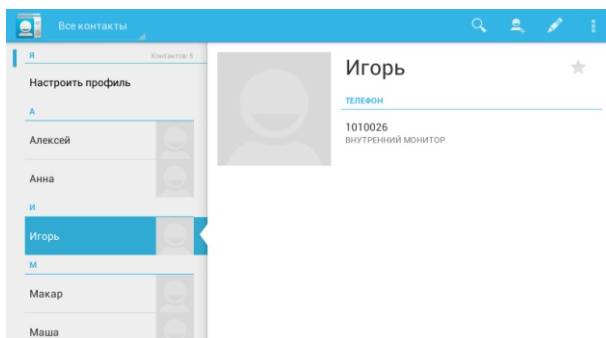 Все контакты
Я
Контактов: 5
Настроить профиль
А
Алексей
Анна
И
Игорь
М
Макар
Маша
Игорь
ТЕЛЕФОН
1010026
ВНУТРЕННИЙ МОНИТОР